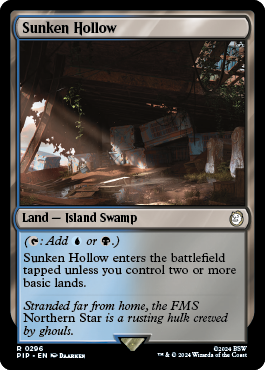 Sunken Hollow
Land — Island Swamp
(: Add or .)
Sunken Hollow enters the battlefield
tapped unless you control two or more
basic lands.
Stranded far from home, the FMS
Northern Star is a rusting hulk crewed
by ghouls.
R 0296
PIP • EN Daarken
©2024 BSW
™ & © 2024 Wizards of the Coast